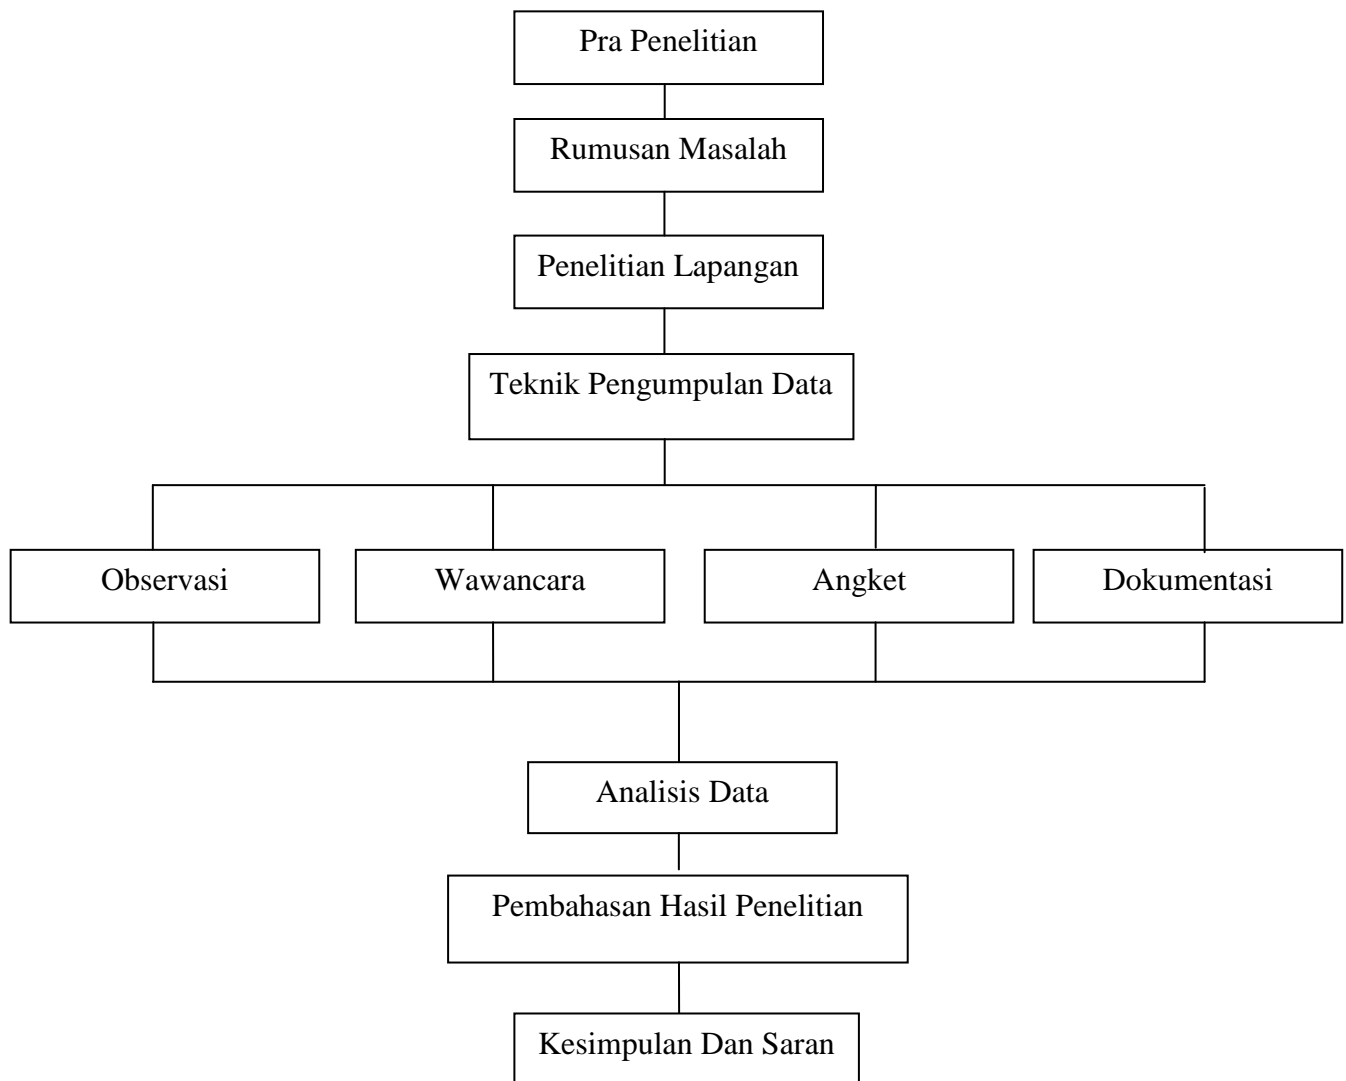 Pra Penelitian
Rumusan Masalah
Penelitian Lapangan
Teknik Pengumpulan Data
Observasi
Wawancara
Angket
Dokumentasi
Analisis Data
Pembahasan Hasil Penelitian
Kesimpulan Dan Saran